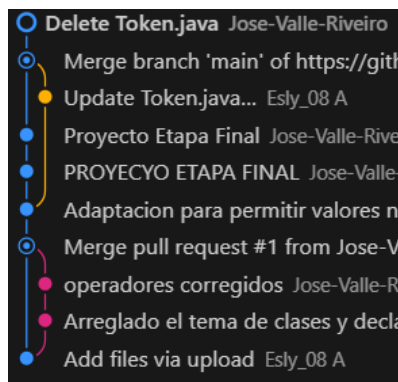 Delete Token.java Jose-Valle-Riveiro
Merge branch 'main' of https://gith
Update Token.java... Esly_08 A
Proyecto Etapa Final Jose-Valle-Rive
PROYECYO ETAPA FINAL Jose-Valle-
Adaptacion para permitir valores n
Merge pull request #1 from Jose-V
operadores corregidos Jose-Valle-R
Arreglado el tema de clases y decla
Add files via upload Esly_08 A